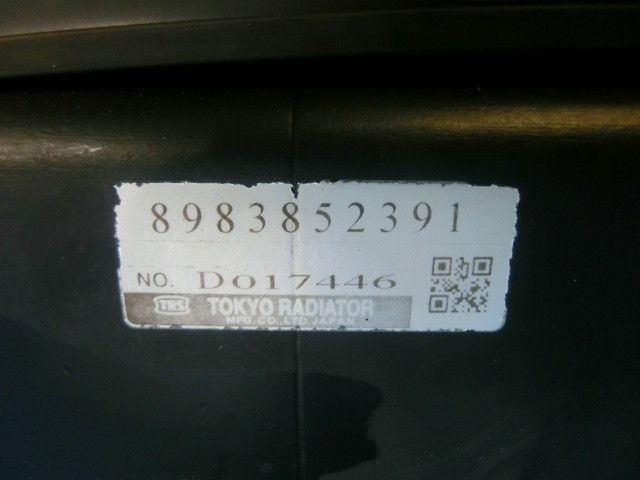 8983852391
NO. D017446
TRS TOKYO RADIATOR
MFG. CO., LTD. JAPAN